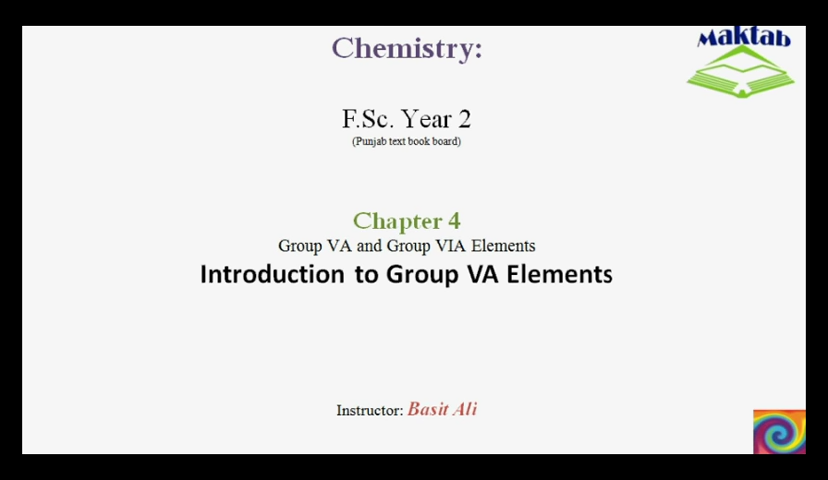 Maktab
Chemistry:
F.Sc. Year 2
(Punjab text book board)
Chapter 4
Group VA and Group VIA Elements
Introduction to Group VA Elements
Instructor: Basit Ali